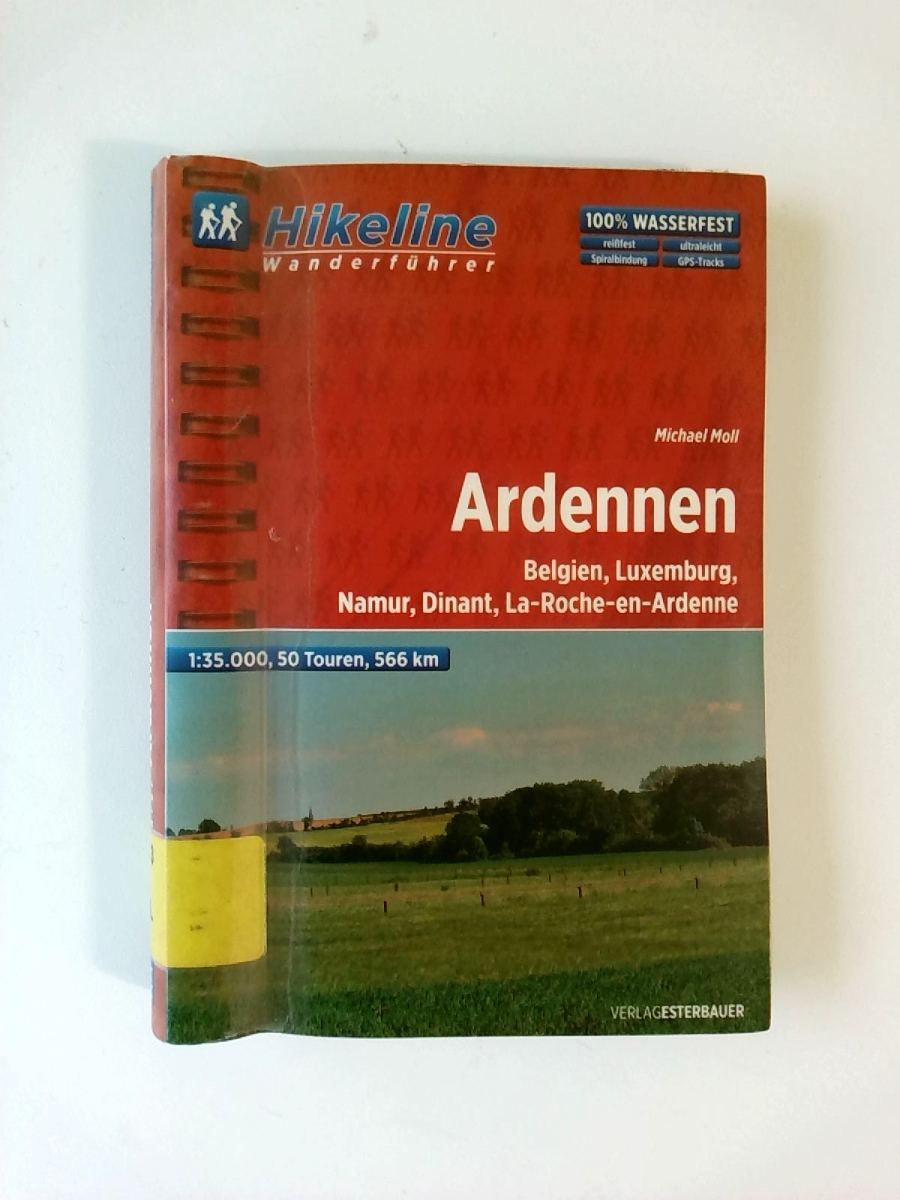 Hikeline
Wanderführer
100% WASSERFEST
reißfest
ultraleicht
Spiralbindung
GPS-Tracks
Michael Moll
Ardennen
Belgien, Luxemburg,
Namur, Dinant, La-Roche-en-Ardenne
1:35.000, 50 Touren, 566 km
VERLAGESTERBAUER